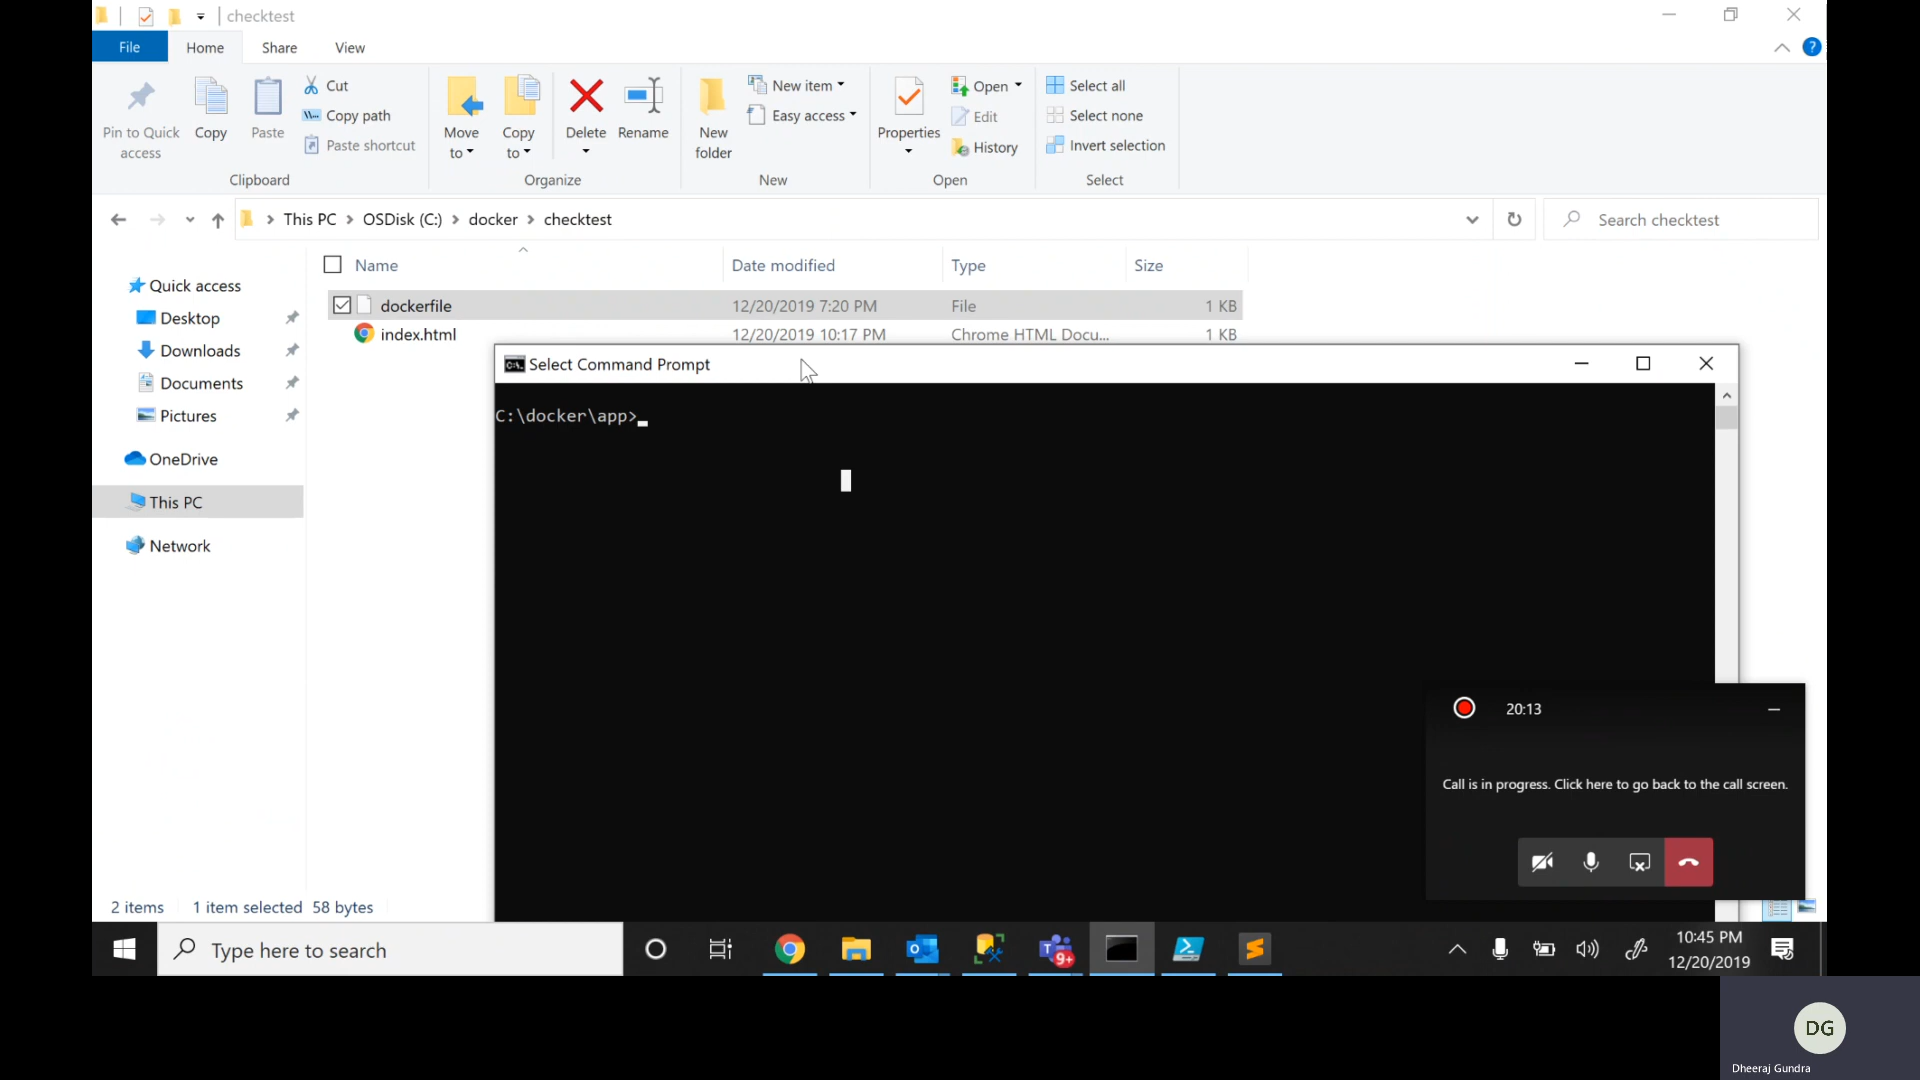 checktest
File Home Share View
Pin to Quick access
Copy
Paste
Cut
Copy path
Paste shortcut
Clipboard
Move to
Copy to
Delete
Rename
Organize
New folder
New item
Easy access
New
Properties
Open
Edit
History
Open
Select all
Select none
Invert selection
Select
This PC > OSDisk (C:) > docker > checktest
Search checktest
Name Date modified Type Size
dockerfile 12/20/2019 7:20 PM File 1 KB
index.html 12/20/2019 10:17 PM Chrome HTML Docu... 1 KB
Quick access
Desktop
Downloads
Documents
Pictures
OneDrive
This PC
Network
Select Command Prompt
C:\docker\app>
20:13
Call is in progress. Click here to go back to the call screen.
2 items 1 item selected 58 bytes
Type here to search
9+
10:45 PM
12/20/2019
DG
Dheeraj Gundra